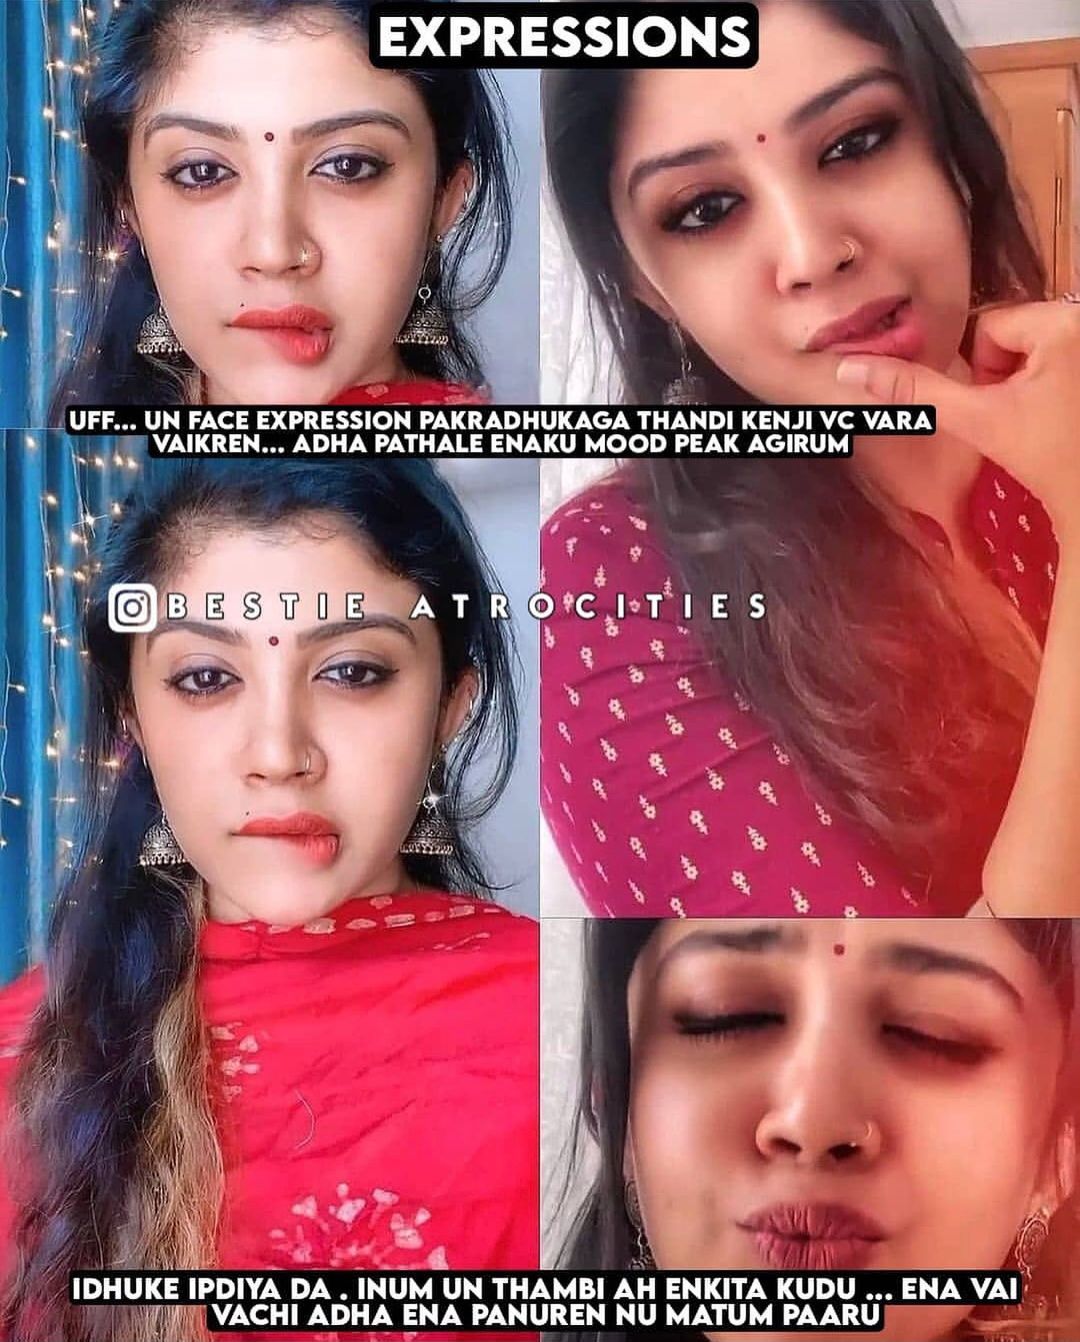 EXPRESSIONS
UFF... UN FACE EXPRESSION PAKRADHUKAGA THANDI KENJI VC VARA
VAIKREN... ADHA PATHALE ENAKU MOOD PEAK AGIRUM
BESTIE ATROCITIES
IDHUKE IPDIYA DA . INUM UN THAMBI AH ENKITA KUDU ... ENA VAI
VACHI ADHA ENA PANUREN NU MATUM PAARU